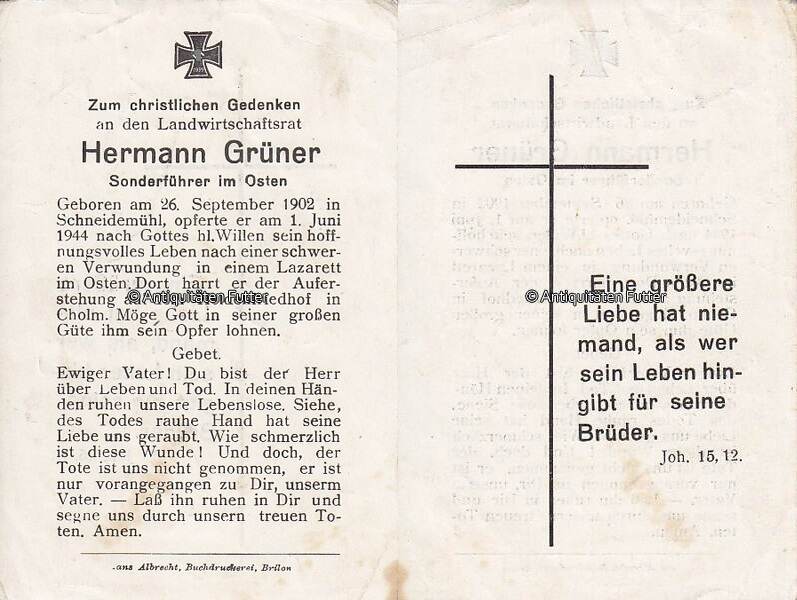 Zum christlichen Gedenken
an den Landwirtschaftsrat
Hermann Grüner
Sonderführer im Osten
Geboren am 26. September 1902 in
Schneidemühl, opferte er am 1. Juni
1944 nach Gottes hl. Willen sein hoff-
nungsvolles Leben nach einer schwer-
en Verwundung in einem Lazarett
im Osten. Dort harrt er der Aufer-
stehung
© Antiquitäten Futter
in
Cholm. Möge Gott in seiner großen
Güte ihm sein Opfer lohnen.
Gebet.
Ewiger Vater! Du bist der Herr
über Leben und Tod. In deinen Hän-
den ruhen unsere Lebenslose. Siehe,
des Todes rauhe Hand hat seine
Liebe uns geraubt. Wie schmerzlich
ist diese Wunde! Und doch, der
Tote ist uns nicht genommen, er ist
nur vorangegangen zu Dir, unserm
Vater. — Laß ihn ruhen in Dir und
segne uns durch unsern treuen To-
ten. Amen.
Albrecht, Buchdruckerei, Brilon
Eine größere
© Antiquitäten Futter
Liebe hat nie-
mand, als wer
sein Leben hin-
gibt für seine
Brüder.
Joh. 15, 12.